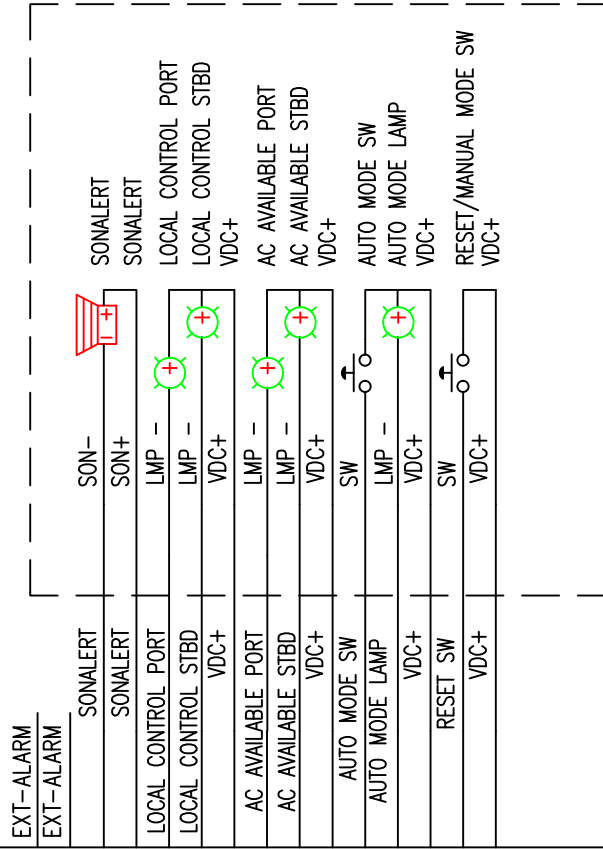 EXT-ALARM
EXT-ALARM
SONALERT
SONALERT
LOCAL CONTROL PORT
LOCAL CONTROL STBD
VDC+
AC AVAILABLE PORT
AC AVAILABLE STBD
VDC+
AUTO MODE SW
AUTO MODE LAMP
VDC+
RESET SW
VDC+
SON-
SON+
LMP -
LMP -
VDC+
LMP -
LMP -
VDC+
SW
LMP -
VDC+
SW
VDC+
SONALERT
SONALERT
LOCAL CONTROL PORT
LOCAL CONTROL STBD
VDC+
AC AVAILABLE PORT
AC AVAILABLE STBD
VDC+
AUTO MODE SW
AUTO MODE LAMP
VDC+
RESET/MANUAL MODE SW
VDC+